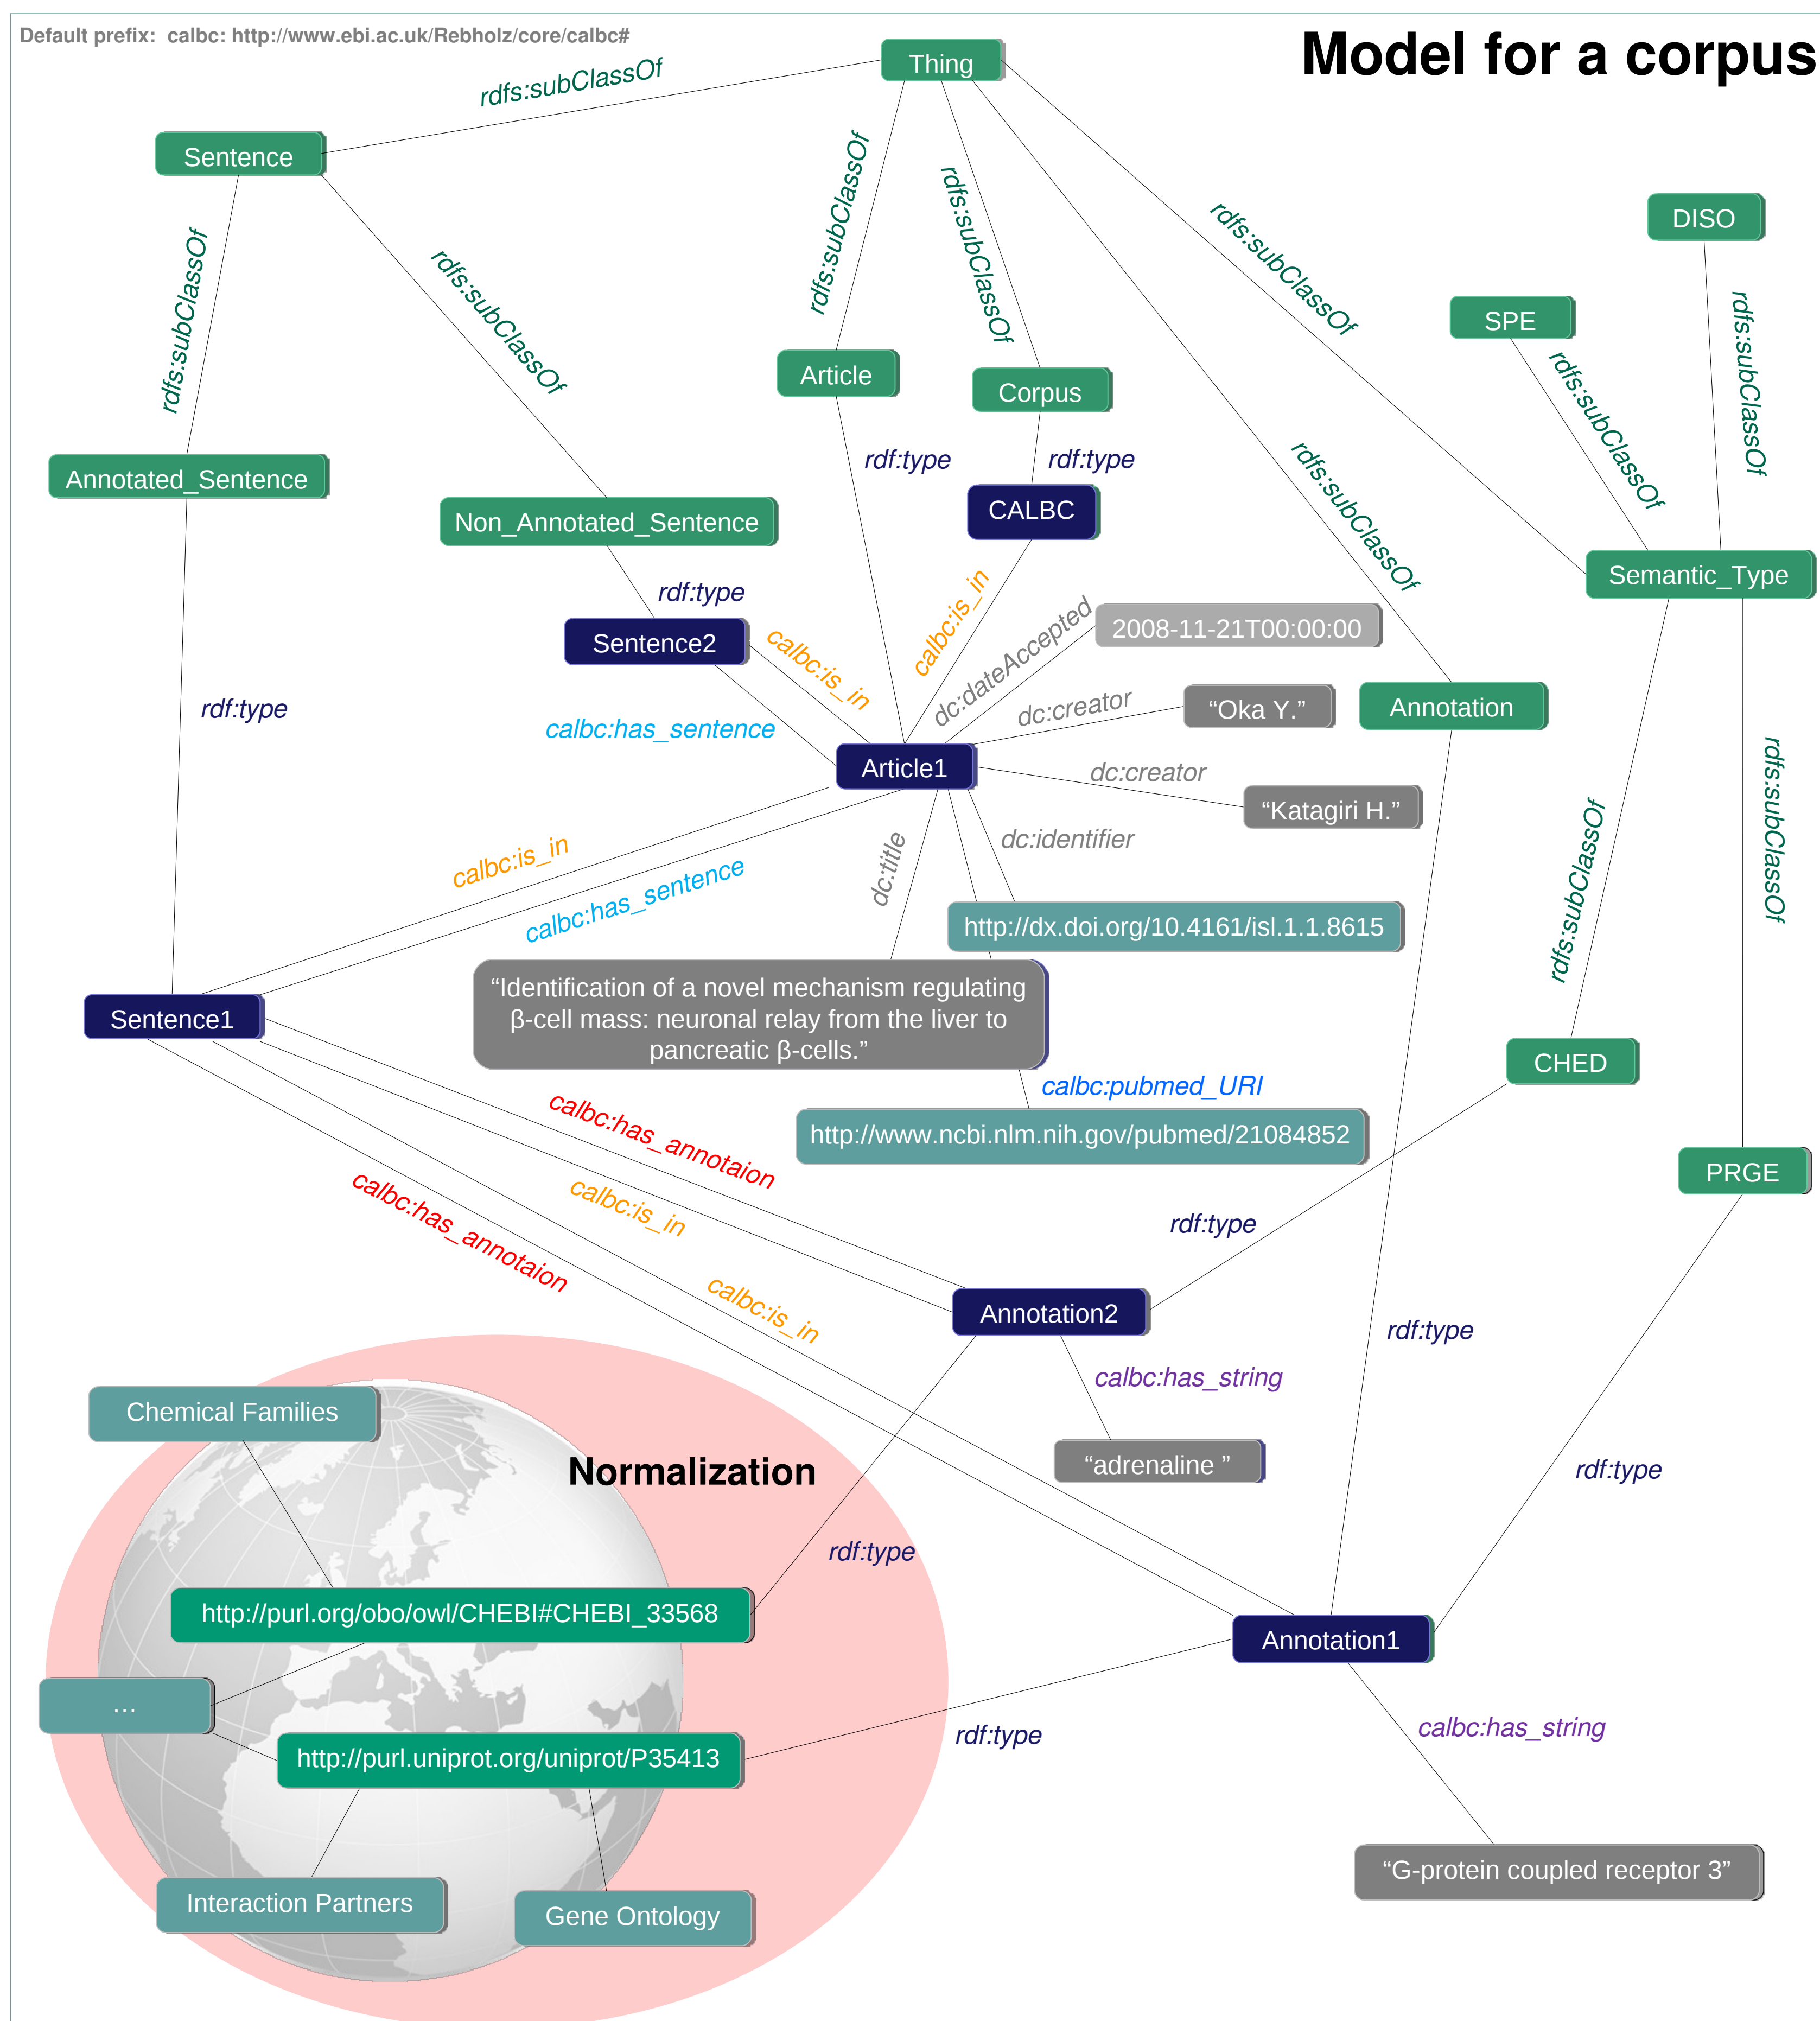 Default prefix:  calbc: http://www.ebi.ac.uk/Rebholz/core/calbc#
Model for a corpus
Thing
rdfs:subClassOf
Sentence
rdfs:subClassOf
rdfs:subClassOf
rdfs:subClassOf
DISO
rdfs:subClassOf
rdfs:subClassOf
SPE
rdfs:subClassOf
rdfs:subClassOf
Article
Corpus
rdfs:subClassOf
rdf:type
rdf:type
Annotated_Sentence
rdfs:subClassOf
CALBC
Non_Annotated_Sentence
Semantic_Type
rdf:type
calbc:is_in
Sentence2
calbc:is_in
dc:dateAccepted
2008-11-21T00:00:00
rdf:type
calbc:has_sentence
dc:creator
“Oka Y.”
Annotation
Article1
dc:creator
“Katagiri H.”
rdfs:subClassOf
calbc:is_in
dc:title
dc:identifier
calbc:has_sentence
rdfs:subClassOf
http://dx.doi.org/10.4161/isl.1.1.8615
“Identification of a novel mechanism regulating
β-cell mass: neuronal relay from the liver to
pancreatic β-cells.”
Sentence1
CHED
calbc:pubmed_URI
http://www.ncbi.nlm.nih.gov/pubmed/21084852
calbc:has_annotaion
PRGE
calbc:has_annotaion
calbc:is_in
rdf:type
calbc:is_in
Annotation2
rdf:type
calbc:has_string
Chemical Families
Normalization
“adrenaline ”
rdf:type
rdf:type
http://purl.org/obo/owl/CHEBI#CHEBI_33568
Annotation1
…
rdf:type
calbc:has_string
http://purl.uniprot.org/uniprot/P35413
“G-protein coupled receptor 3”
Interaction Partners
Gene Ontology